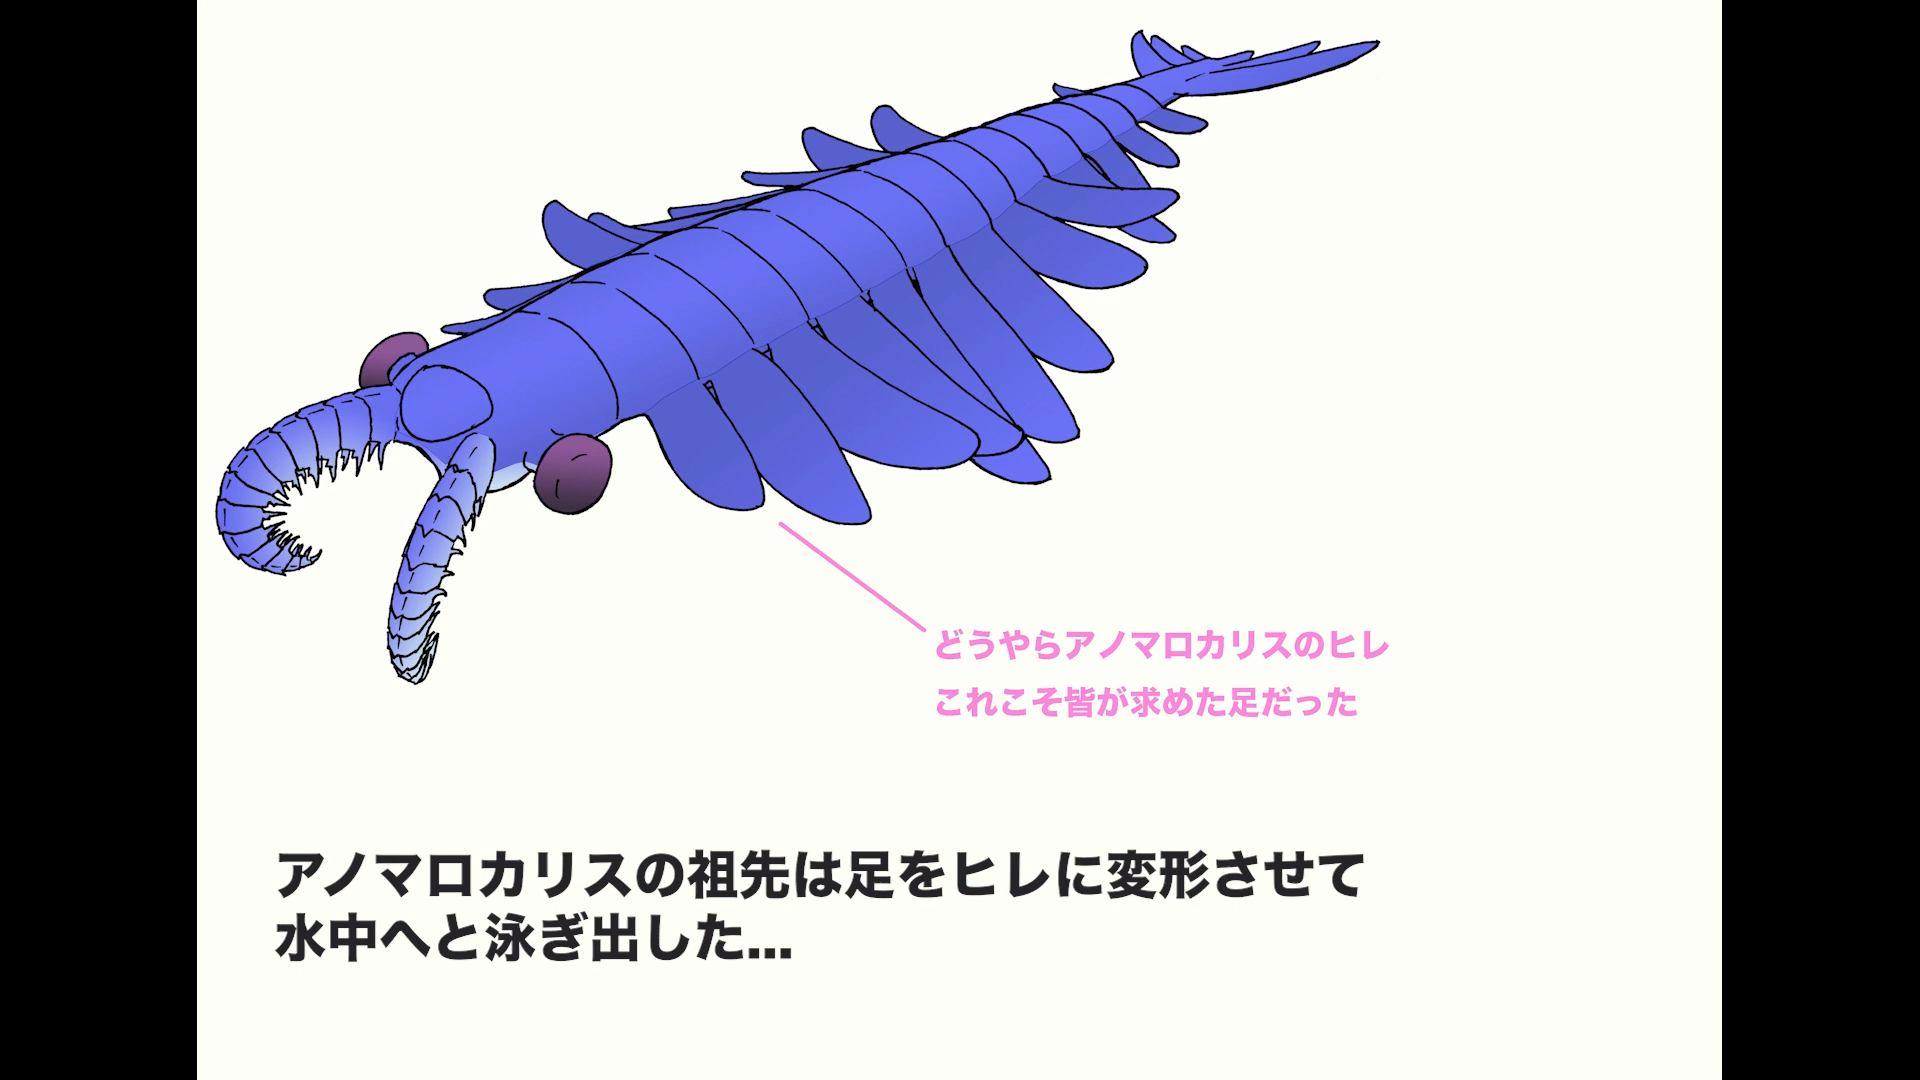 どうやらアノマロカリスのヒレ
これこそ皆が求めた足だった
アノマロカリスの祖先は足をヒレに変形させて
水中へと泳ぎ出した...